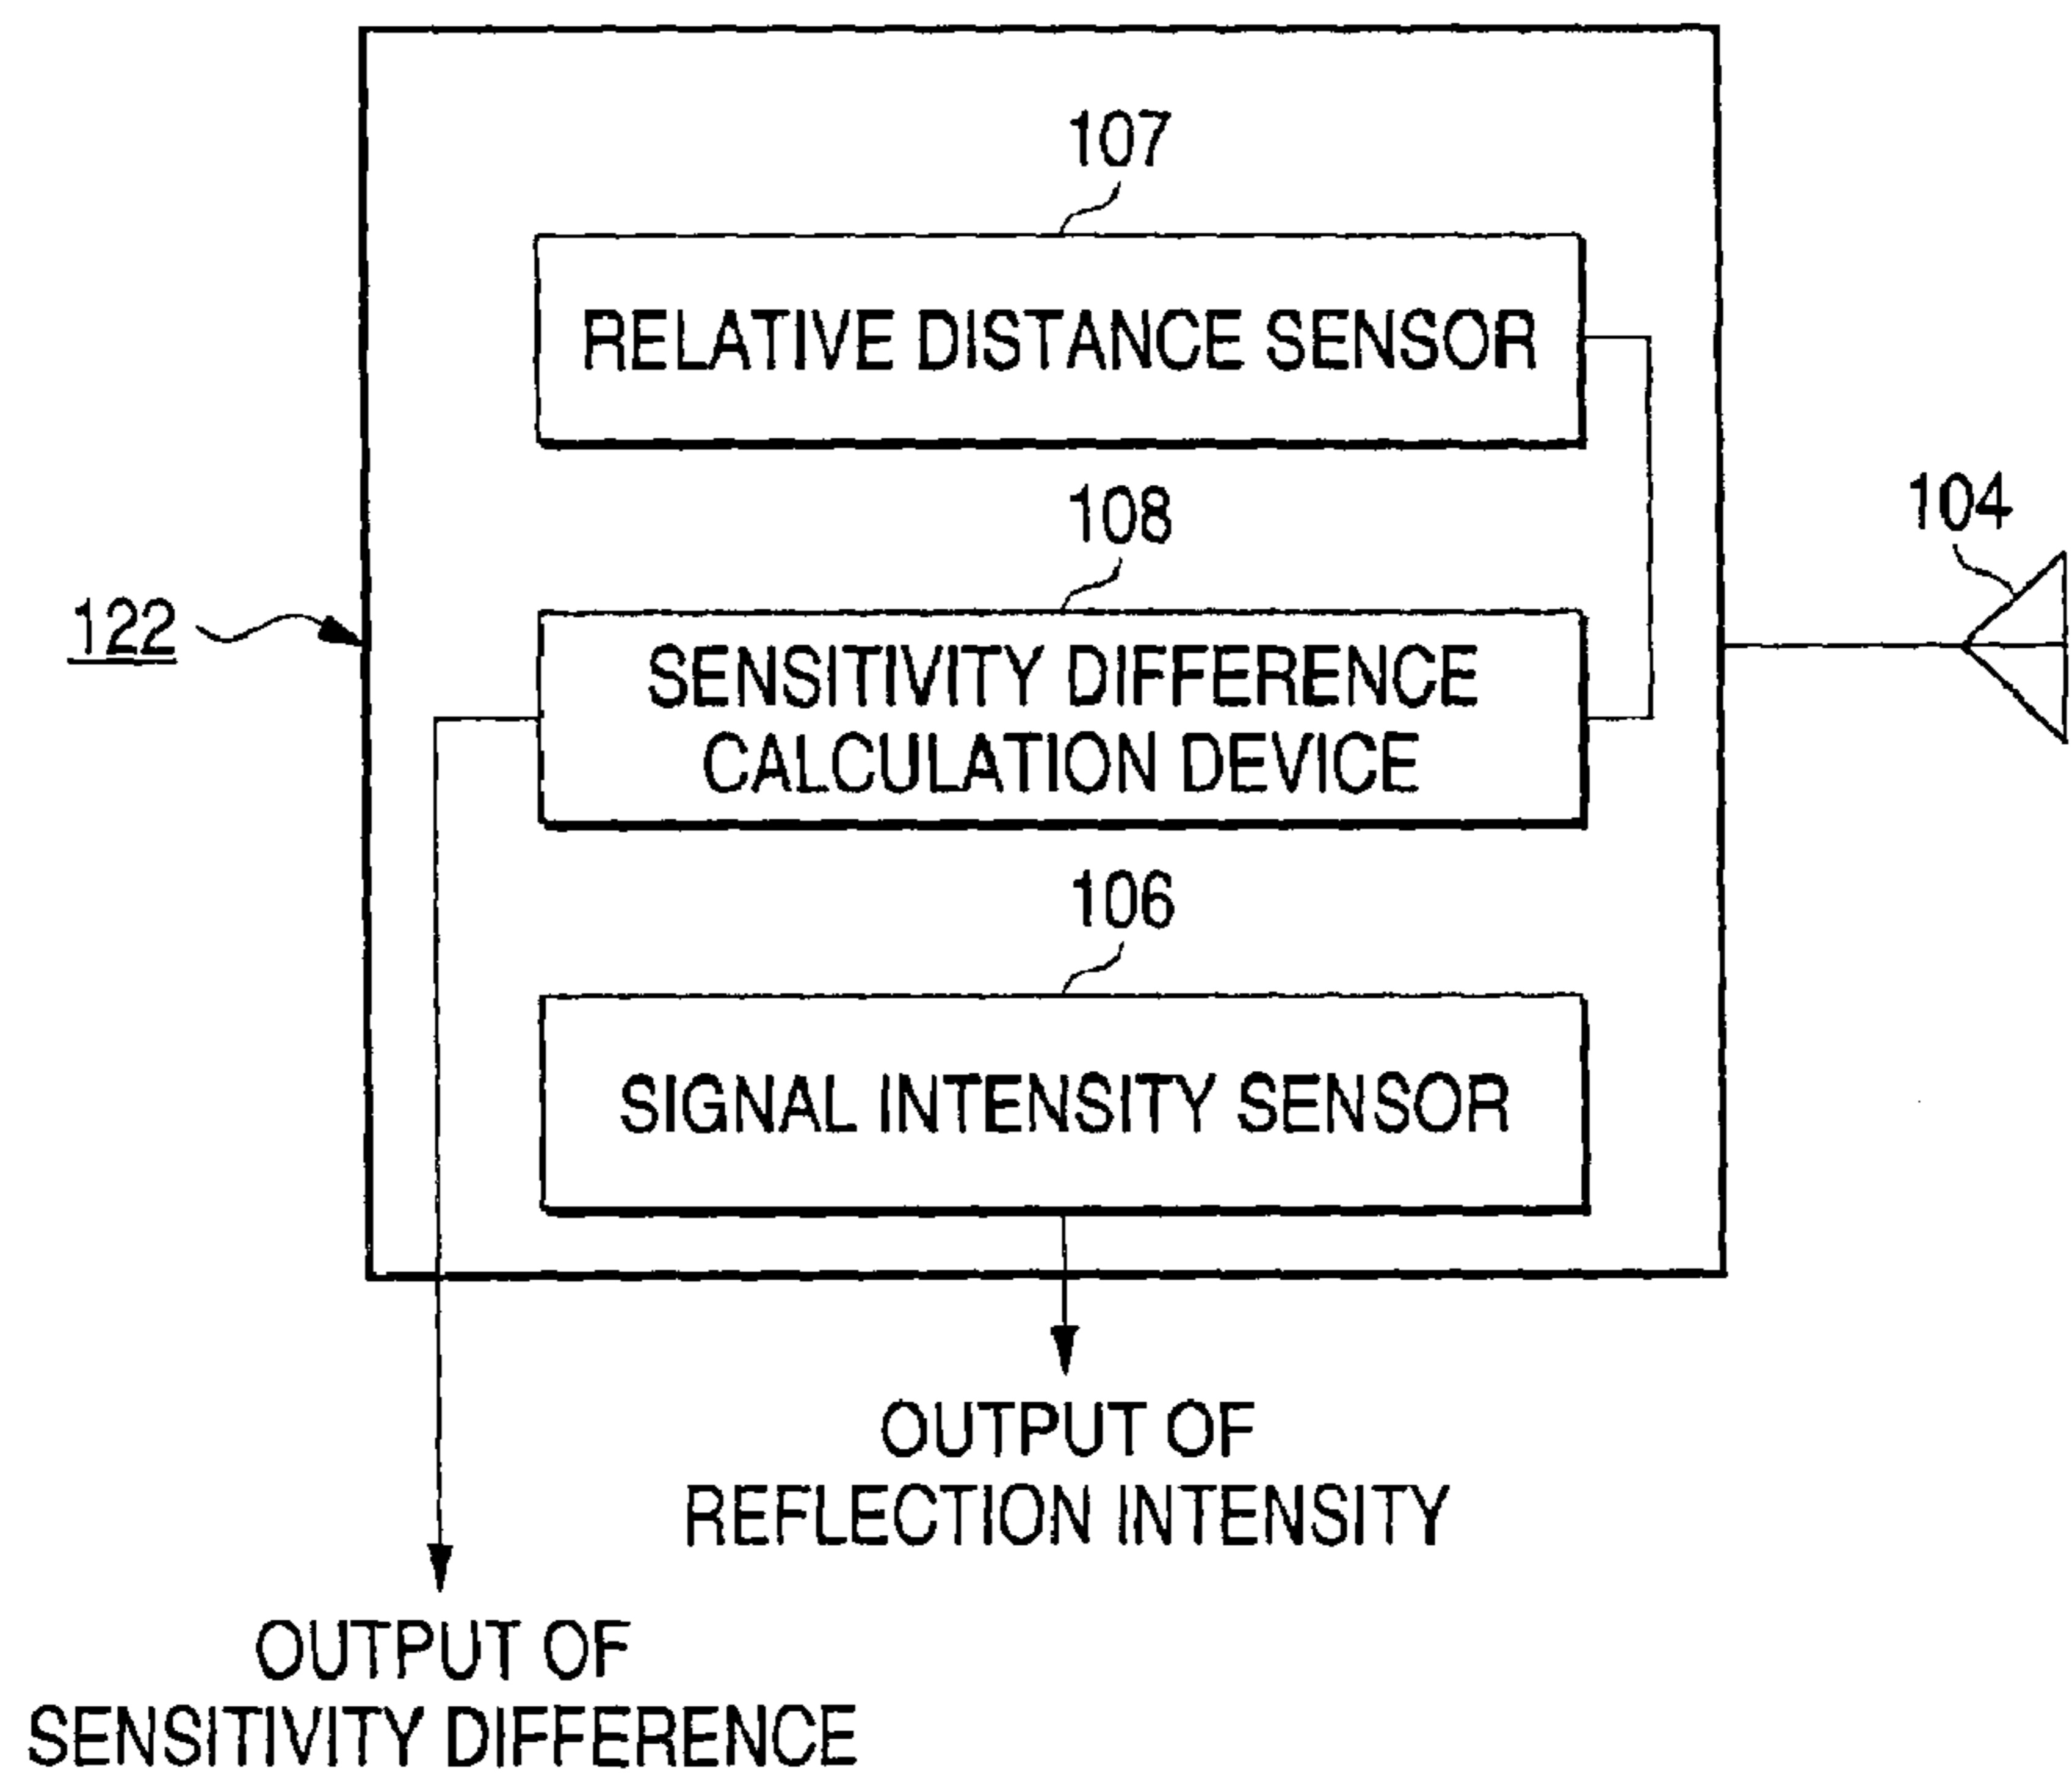 107
RELATIVE DISTANCE SENSOR
104
108
122
SENSITIVITY DIFFERENCE
CALCULATION DEVICE
106
SIGNAL INTENSITY SENSOR
OUTPUT OF
REFLECTION INTENSITY
OUTPUT OF
SENSITIVITY DIFFERENCE